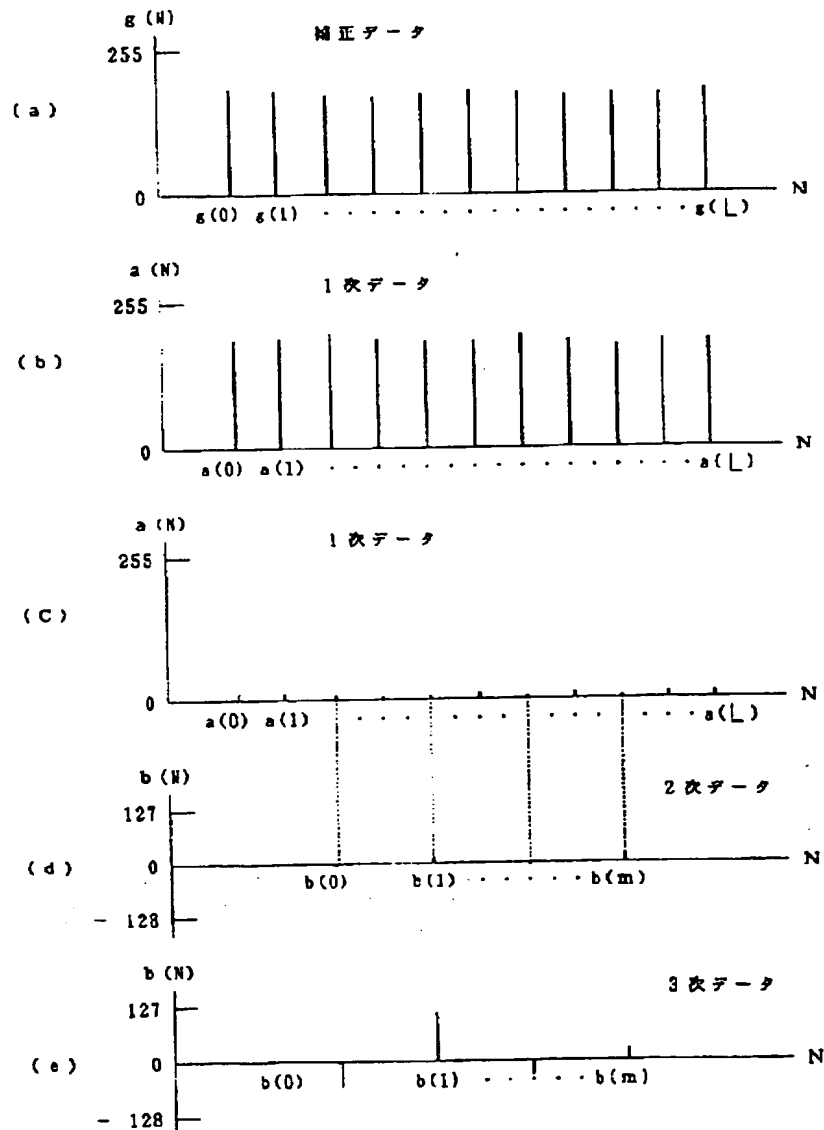 g (N)
補正データ
255
(a)
0
N
g(0) g(1) · · · · · · · · · · · · · · · · g(L)
a (N)
1次データ
255
(b)
0
N
a(0) a(1) · · · · · · · · · · · · · · · · a(L)
a (N)
1次データ
255
(C)
0
N
a(0) a(1) · · · · · · · · · · · · · · a(L)
b (N)
2次データ
127
(d)
0
N
b(0) b(1) · · · · · · b(m)
- 128
b (N)
3次データ
127
(e)
0
N
b(0) b(1) · · · · · · b(m)
- 128